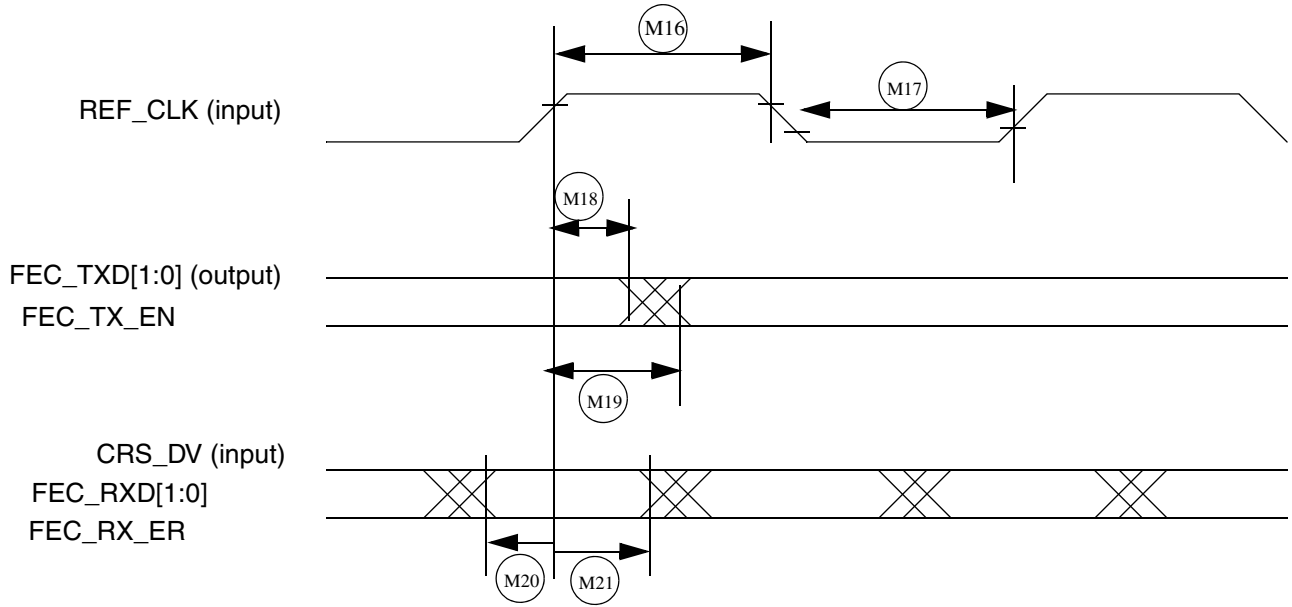 M16
REF_CLK (input)
M17
M18
FEC_TXD[1:0] (output)
FEC_TX_EN
M19
CRS_DV (input)
FEC_RXD[1:0]
FEC_RX_ER
M20
M21